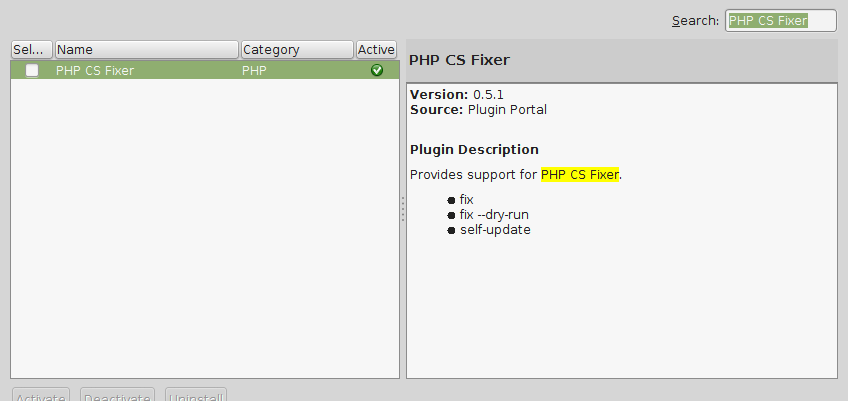 Search: PHP CS Fixer
Sel... Name Category Active
PHP CS Fixer PHP
PHP CS Fixer
Version: 0.5.1
Source: Plugin Portal
Plugin Description
Provides support for PHP CS Fixer.
fix
fix --dry-run
self-update
Activate Deactivate Uninstall